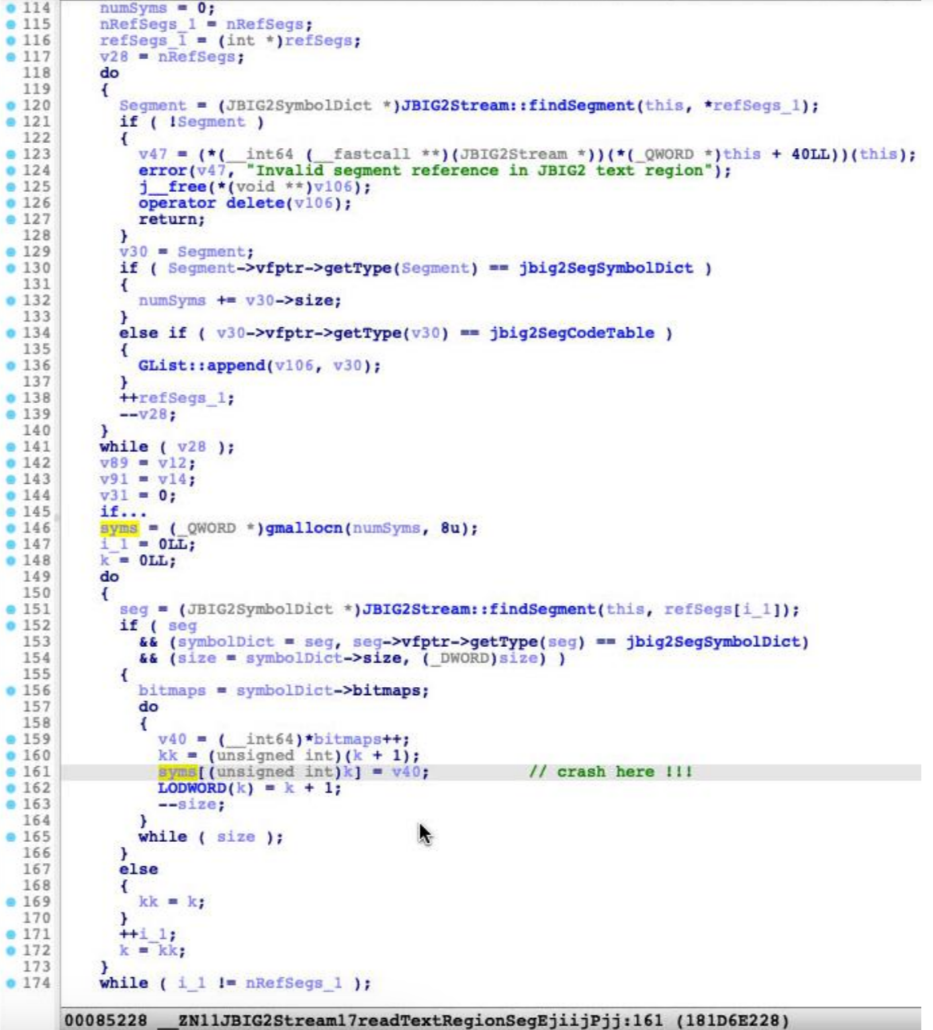 114 numSyms = 0;
115 nRefSegs_1 = nRefSegs;
116 refSegs_1 = (int *)refSegs;
117 v28 = nRefSegs;
118 do
119 {
120 Segment = (JBIG2SymbolDict *)JBIG2Stream::findSegment(this, *refSegs_1);
121 if ( !Segment )
122 {
123 v47 = (*(__int64 (__fastcall **)(JBIG2Stream *))(*(_QWORD *)this + 40LL))(this);
124 error(v47, "Invalid segment reference in JBIG2 text region");
125 j__free(*(void **)v106);
126 operator delete(v106);
127 return;
128 }
129 v30 = Segment;
130 if ( Segment->vfptr->getType(Segment) == jbig2SegSymbolDict )
131 {
132 numSyms += v30->size;
133 }
134 else if ( v30->vfptr->getType(v30) == jbig2SegCodeTable )
135 {
136 GList::append(v106, v30);
137 }
138 ++refSegs_1;
139 --v28;
140 }
141 while ( v28 );
142 v89 = v12;
143 v91 = v14;
144 v31 = 0;
145 if...
146 syms = (_QWORD *)gmallocn(numSyms, 8u);
147 i_1 = 0LL;
148 k = 0LL;
149 do
150 {
151 seg = (JBIG2SymbolDict *)JBIG2Stream::findSegment(this, refSegs[i_1]);
152 if ( seg
153 && (symbolDict = seg, seg->vfptr->getType(seg) == jbig2SegSymbolDict)
154 && (size = symbolDict->size, (_DWORD)size) )
155 {
156 bitmaps = symbolDict->bitmaps;
157 do
158 {
159 v40 = (__int64)*bitmaps++;
160 kk = (unsigned int)(k + 1);
161 syms[(unsigned int)k] = v40; // crash here !!!
162 LODWORD(k) = k + 1;
163 --size;
164 }
165 while ( size );
166 }
167 else
168 {
169 kk = k;
170 }
171 ++i_1;
172 k = kk;
173 }
174 while ( i_1 != nRefSegs_1 );
00085228 __ZN11JBIG2Stream17readTextRegionSegEjiijPjj:161 (181D6E228)